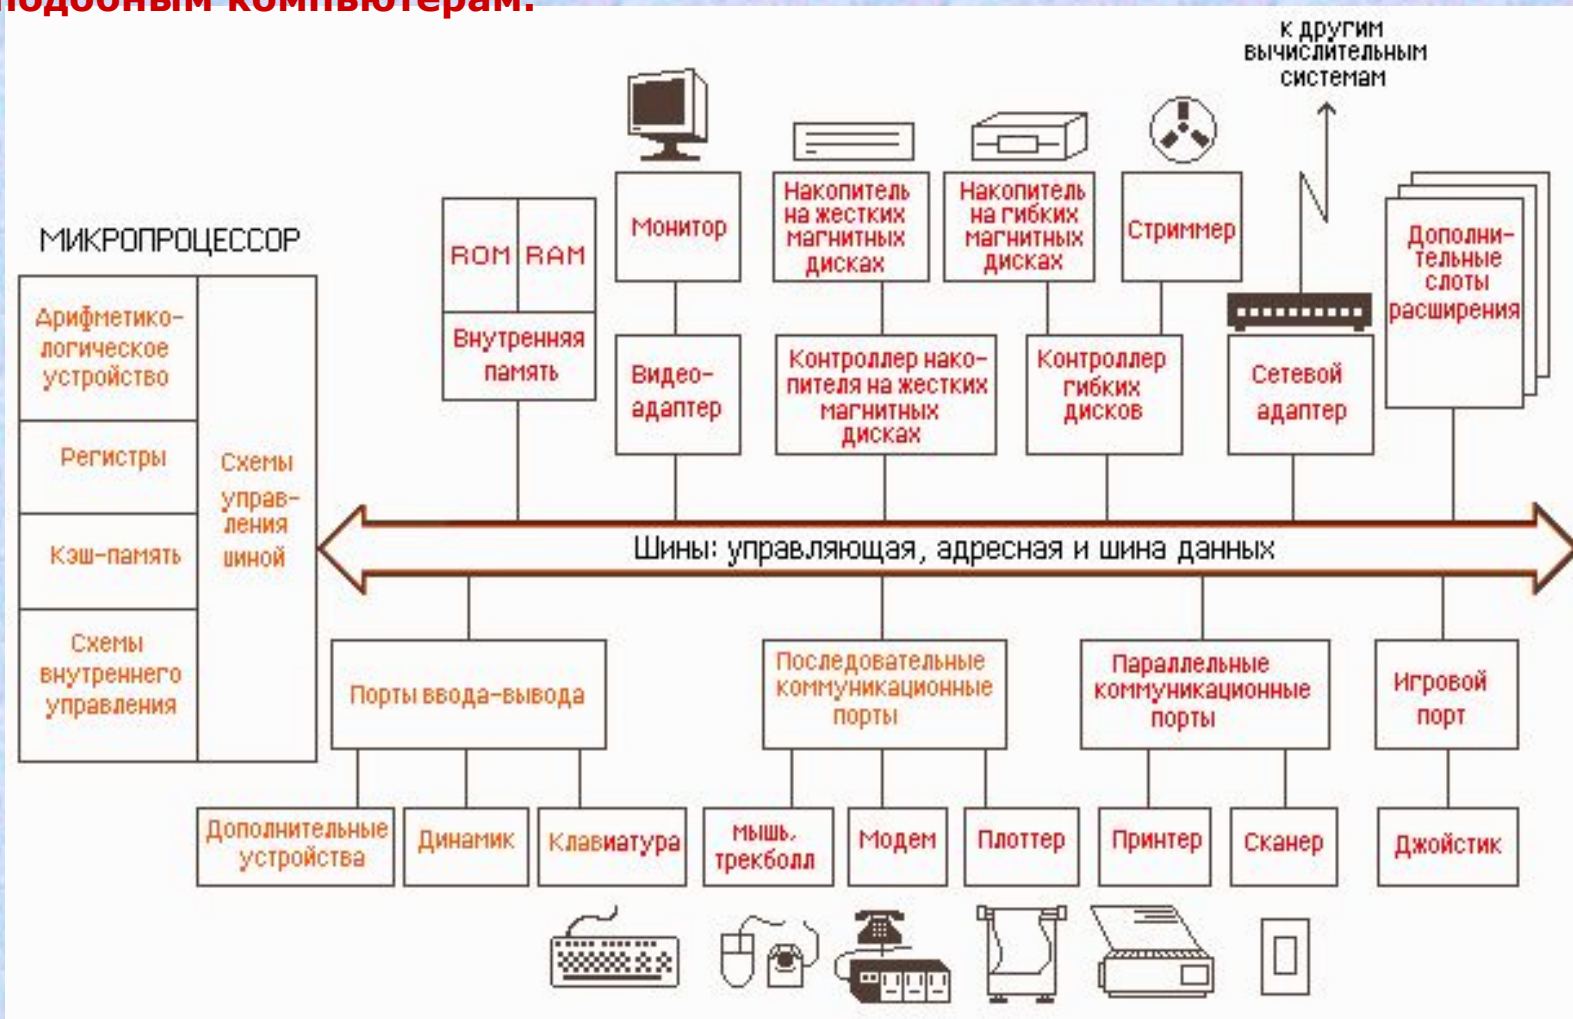 подобным компьютерам.
к другим
вычислительным
системам
МИКРОПРОЦЕССОР
Арифметико-
логическое
устройство
Регистры
Кэш-память
Схемы
внутреннего
управления
Схемы
управ-
ления
шиной
ROM
RAM
Внутренняя
память
Монитор
Видео-
адаптер
Накопитель
на жестких
магнитных
дисках
Контроллер нако-
пителя на жестких
магнитных
дисках
Накопитель
на гибких
магнитных
дисках
Стриммер
Контроллер
гибких
дисков
Сетевой
адаптер
Дополни-
тельные
слоты
расширения
Шины: управляющая, адресная и шина данных
Порты ввода-вывода
Последовательные
коммуникационные
порты
Параллельные
коммуникационные
порты
Игровой
порт
Дополнительные
устройства
Динамик
Клавиатура
мышь,
трекболл
Модем
Плоттер
Принтер
Сканер
Джойстик